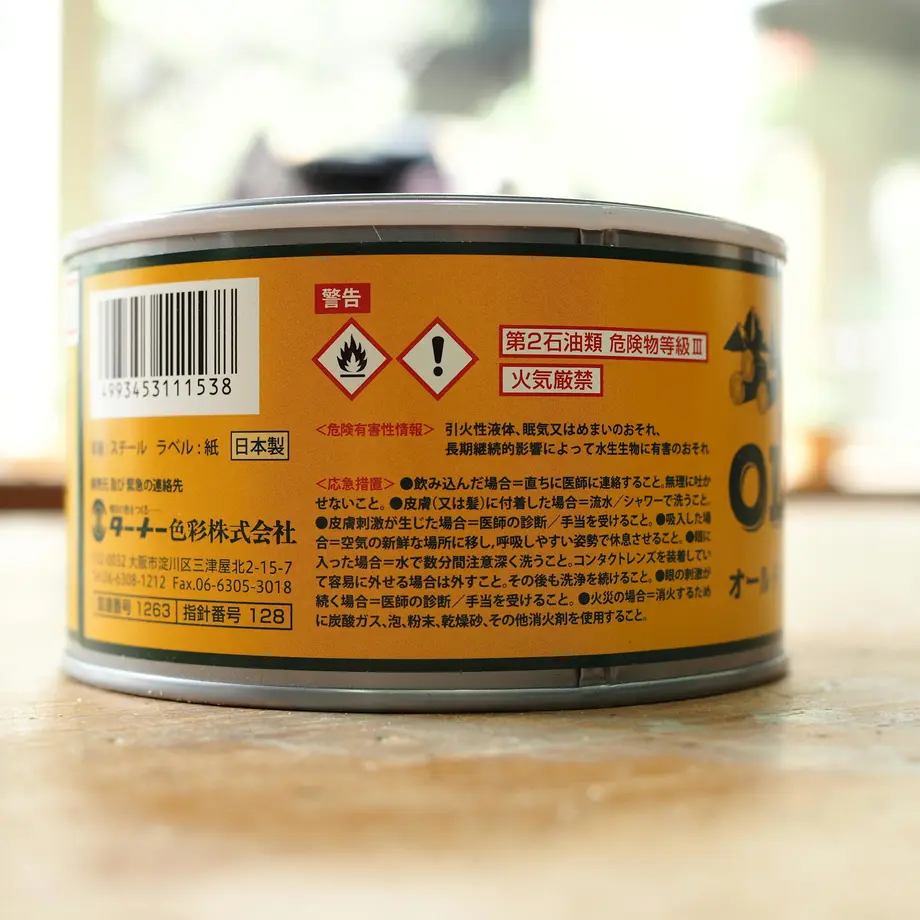 4993453111538
スチール ラベル:紙 日本製
及び 緊急の連絡先
ターナー色彩株式会社
大阪市淀川区三津屋北2-15-7
06-6308-1212 Fax.06-6305-3018
番号 1263 指針番号 128
警告
第2石油類 危険物等級Ⅲ
火気厳禁
<危険有害性情報> 引火性液体、眠気又はめまいのおそれ、
長期継続的影響によって水生生物に有害のおそれ
<応急措置> ●飲み込んだ場合=直ちに医師に連絡すること。無理に吐か
せないこと。●皮膚(又は髪)に付着した場合=流水/シャワーで洗うこと。
●皮膚刺激が生じた場合=医師の診断/手当を受けること。●吸入した場
合=空気の新鮮な場所に移し、呼吸しやすい姿勢で休息させること。●眼に
入った場合=水で数分間注意深く洗うこと。コンタクトレンズを装着してい
て容易に外せる場合は外すこと。その後も洗浄を続けること。●眼の刺激が
続く場合=医師の診断/手当を受けること。●火災の場合=消火するため
に炭酸ガス、泡、粉末、乾燥砂、その他消火剤を使用すること。
オール